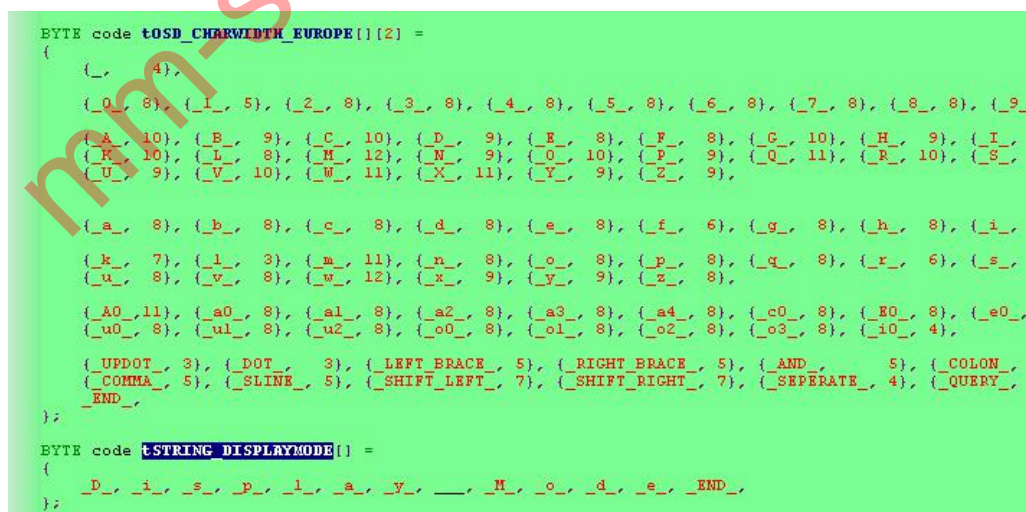 BYTE code tOSD_CHARWIDTH_EUROPE[][2] =
{
{_, 4},
{_0_, 8}, {_1_, 5}, {_2_, 8}, {_3_, 8}, {_4_, 8}, {_5_, 8}, {_6_, 8}, {_7_, 8}, {_8_, 8}, {_9_
{_A_, 10}, {_B_, 9}, {_C_, 10}, {_D_, 9}, {_E_, 8}, {_F_, 8}, {_G_, 10}, {_H_, 9}, {_I_,
{_K_, 10}, {_L_, 8}, {_M_, 12}, {_N_, 9}, {_O_, 10}, {_P_, 9}, {_Q_, 11}, {_R_, 10}, {_S_,
{_U_, 9}, {_V_, 10}, {_W_, 11}, {_X_, 11}, {_Y_, 9}, {_Z_, 9},
{_a_, 8}, {_b_, 8}, {_c_, 8}, {_d_, 8}, {_e_, 8}, {_f_, 6}, {_g_, 8}, {_h_, 8}, {_i_,
{_k_, 7}, {_l_, 3}, {_m_, 11}, {_n_, 8}, {_o_, 8}, {_p_, 8}, {_q_, 8}, {_r_, 6}, {_s_,
{_u_, 8}, {_v_, 8}, {_w_, 12}, {_x_, 9}, {_y_, 9}, {_z_, 8},
{_A0_,11}, {_a0_, 8}, {_a1_, 8}, {_a2_, 8}, {_a3_, 8}, {_a4_, 8}, {_c0_, 8}, {_E0_, 8}, {_e0_,
{_u0_, 8}, {_u1_, 8}, {_u2_, 8}, {_o0_, 8}, {_o1_, 8}, {_o2_, 8}, {_o3_, 8}, {_i0_, 4},
{_UPDOT_, 3}, {_DOT_, 3}, {_LEFT_BRACE_, 5}, {_RIGHT_BRACE_, 5}, {_AND_, 5}, {_COLON_,
{_COMMA_, 5}, {_SLINE_, 5}, {_SHIFT_LEFT_, 7}, {_SHIFT_RIGHT_, 7}, {_SEPERATE_, 4}, {_QUERY_,
_END_,
};
BYTE code tSTRING_DISPLAYMODE[] =
{
_D_, _i_, _s_, _p_, _l_, _a_, _y_, ___, _M_, _o_, _d_, _e_, _END_,
};
mm-s